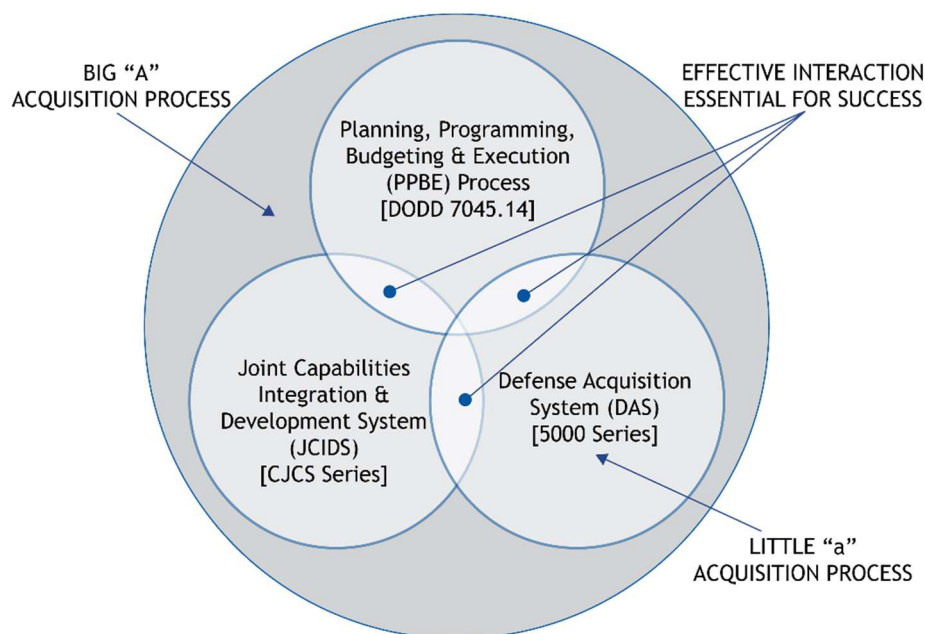 BIG “A”
ACQUISITION PROCESS
EFFECTIVE INTERACTION
ESSENTIAL FOR SUCCESS
Planning, Programming,
Budgeting & Execution
(PPBE) Process
[DODD 7045.14]
Joint Capabilities
Integration &
Development System
(JCIDS)
[CJCS Series]
Defense Acquisition
System (DAS)
[5000 Series]
LITTLE “a”
ACQUISITION PROCESS